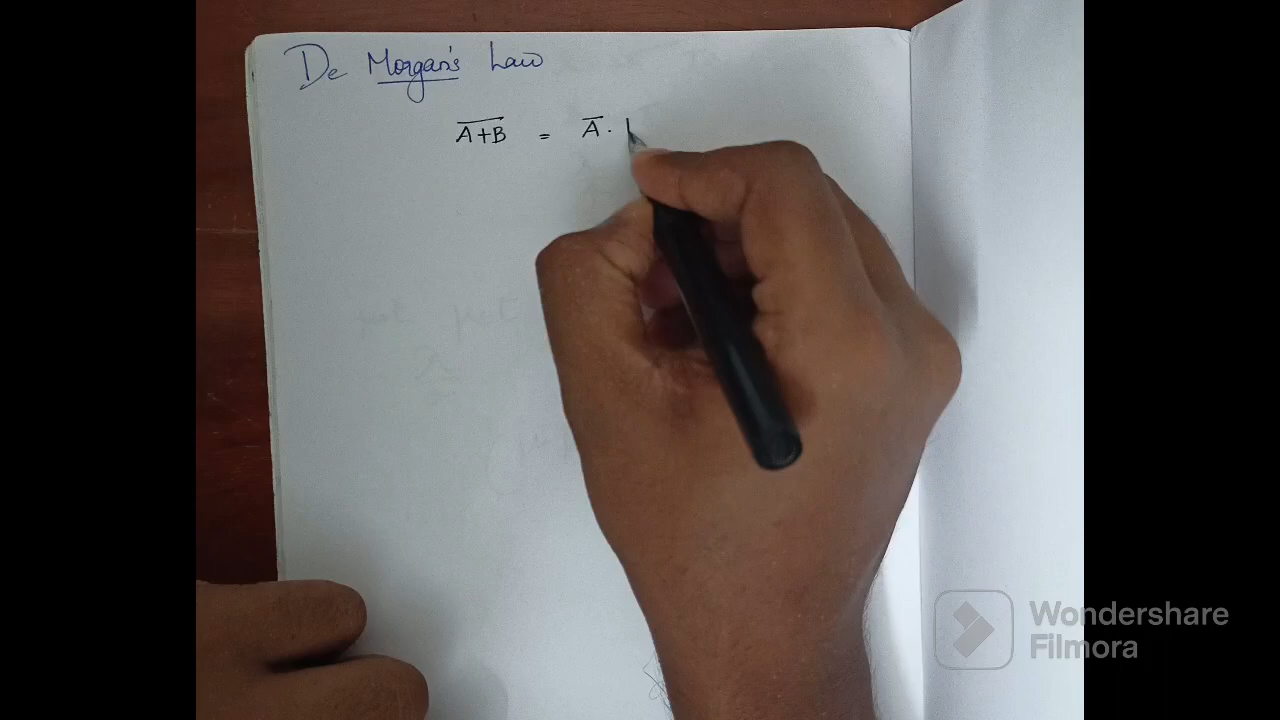 De Morgan's Law
A̅+̅B̅ = A̅ .
Wondershare
Filmora